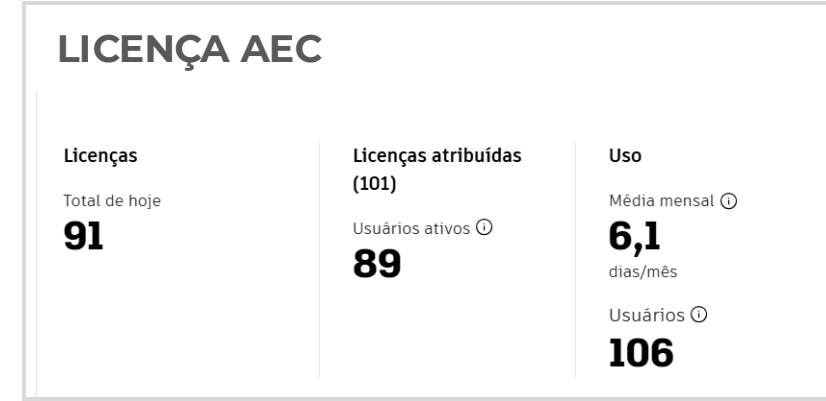 LICENÇA AEC
Licenças
Total de hoje
91
Licenças atribuídas
(101)
Usuários ativos
89
Uso
Média mensal
6,1
dias/mês
Usuários
106